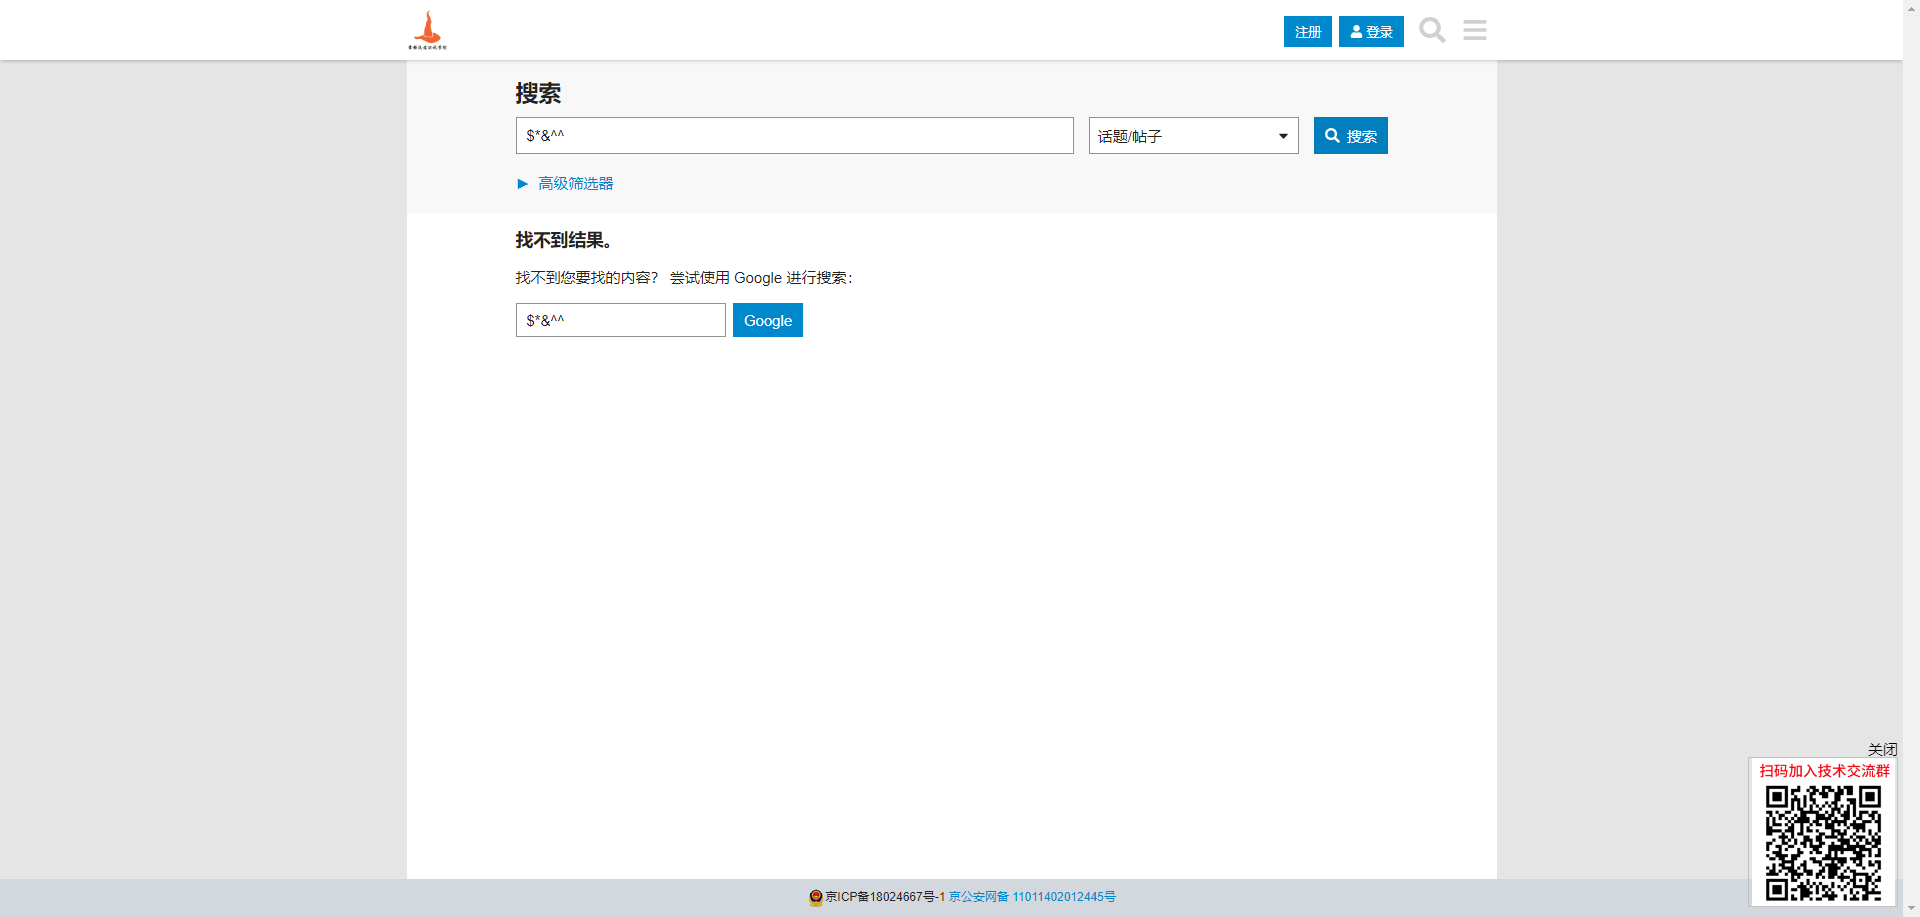 注册
登录
搜索
$*&^^
话题/帖子
搜索
► 高级筛选器
找不到结果。
找不到您要找的内容？ 尝试使用 Google 进行搜索：
$*&^^
Google
关闭
扫码加入技术交流群
京ICP备18024667号-1 京公安网备 11011402012445号